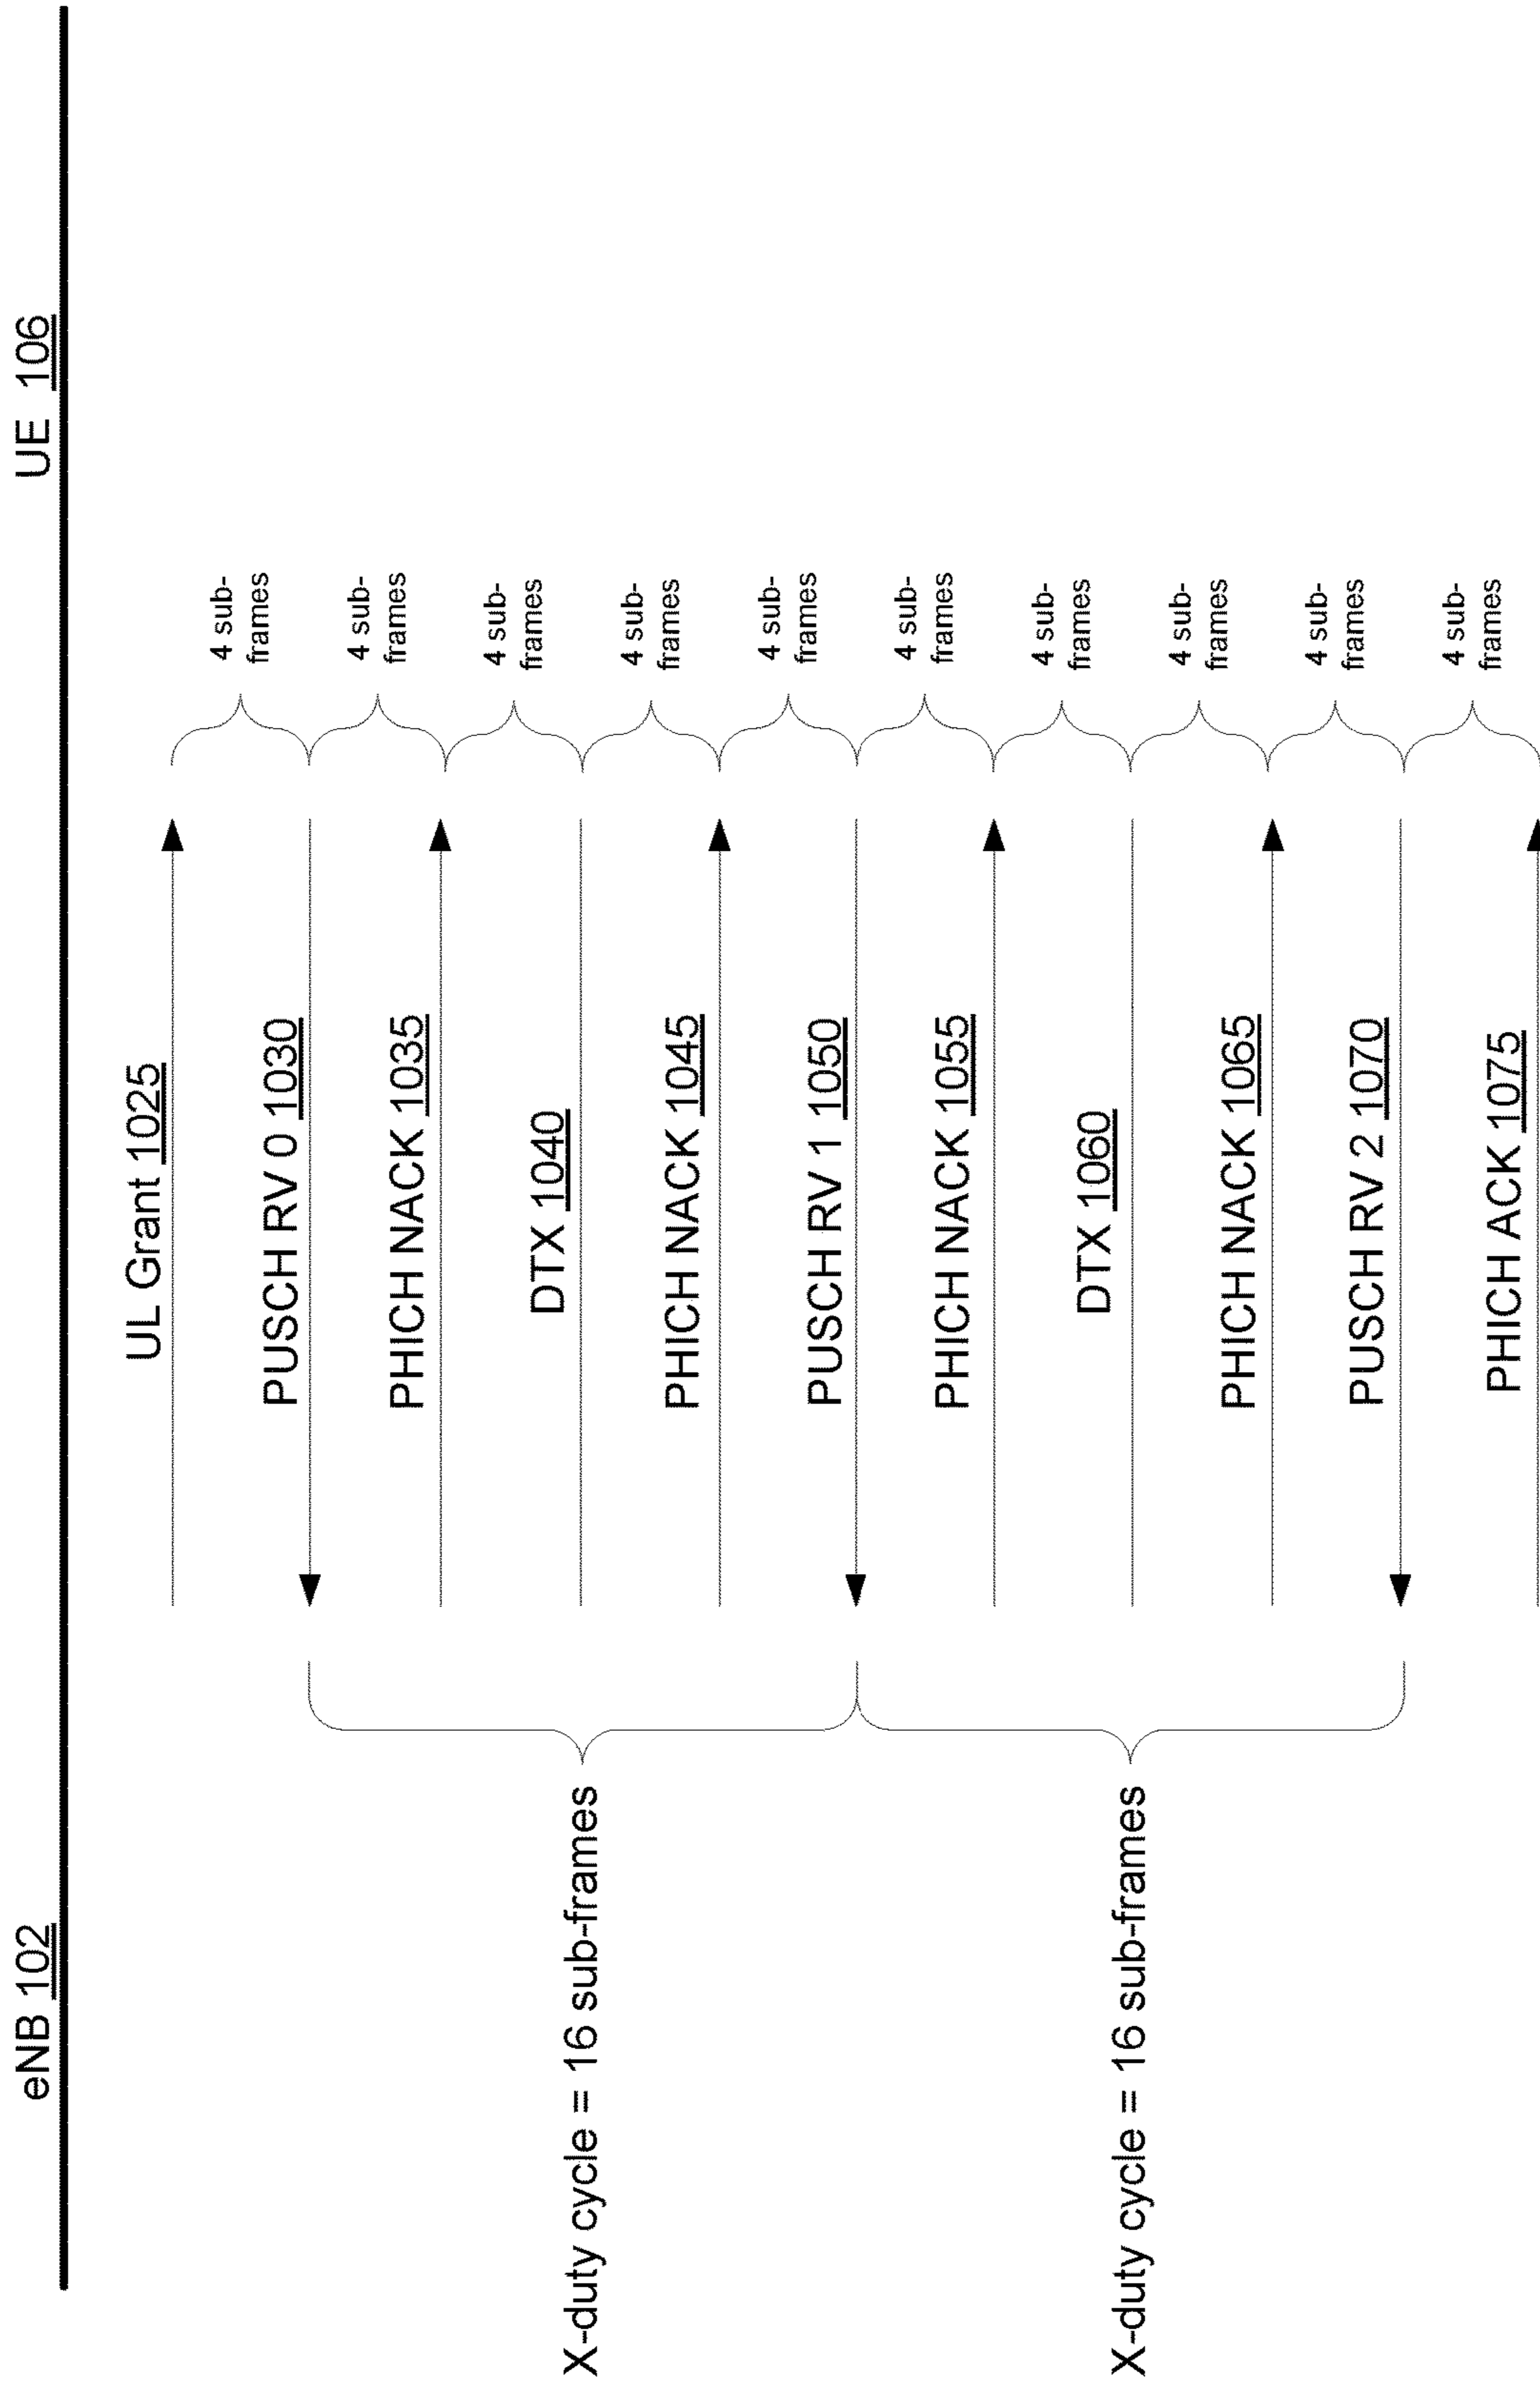 eNB 102
UE 106
UL Grant 1025
4 sub-
frames
PUSCH RV 0 1030
4 sub-
frames
PHICH NACK 1035
4 sub-
frames
DTX 1040
X-duty cycle = 16 sub-frames
4 sub-
frames
PHICH NACK 1045
4 sub-
frames
PUSCH RV 1 1050
4 sub-
frames
PHICH NACK 1055
4 sub-
frames
DTX 1060
X-duty cycle = 16 sub-frames
4 sub-
frames
PHICH NACK 1065
4 sub-
frames
PUSCH RV 2 1070
4 sub-
frames
PHICH ACK 1075